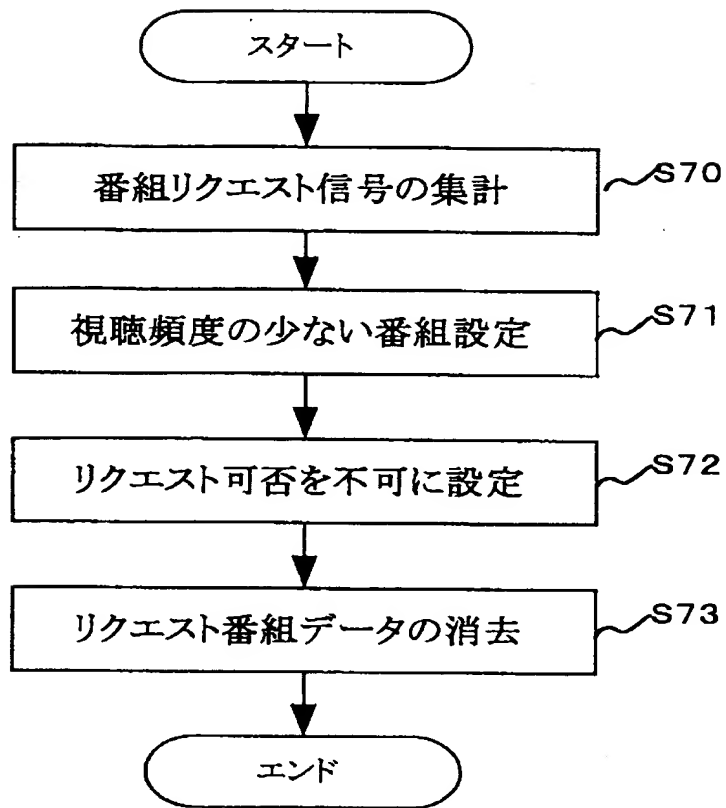 スタート
番組リクエスト信号の集計
S70
視聴頻度の少ない番組設定
S71
リクエスト可否を不可に設定
S72
リクエスト番組データの消去
S73
エンド